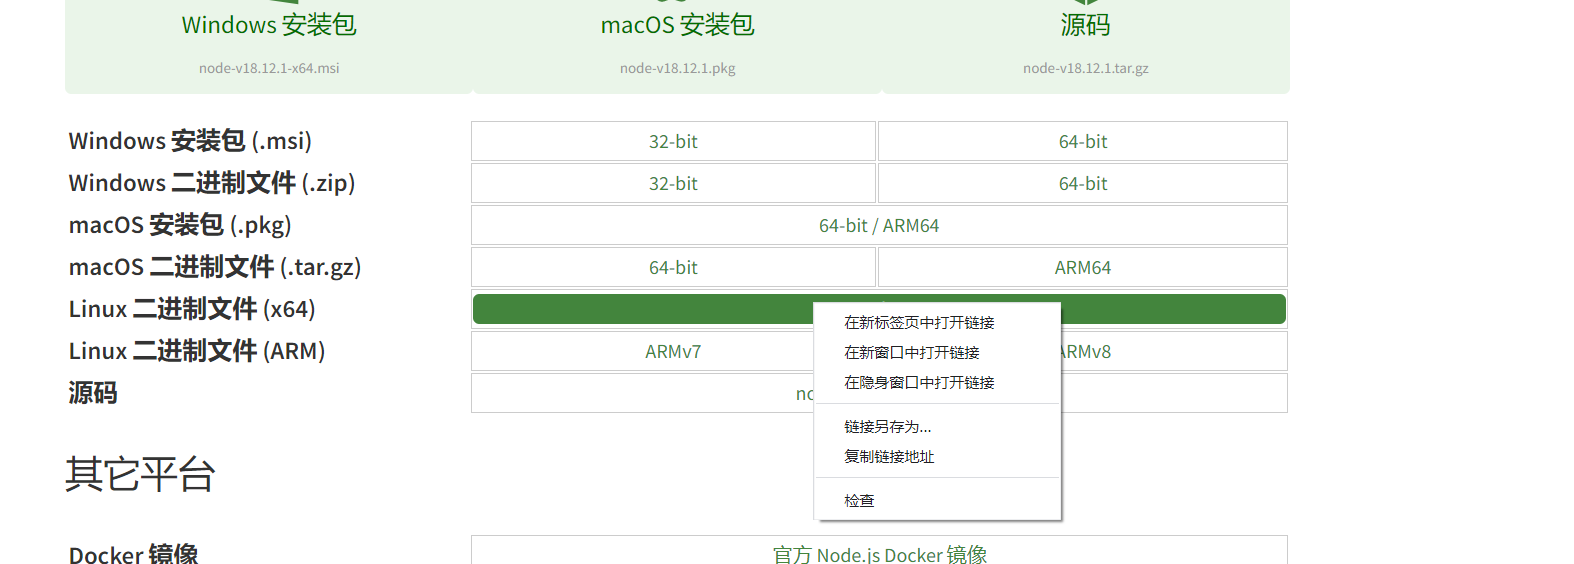 Windows 安装包 macOS 安装包 源码
node-v18.12.1-x64.msi node-v18.12.1.pkg node-v18.12.1.tar.gz
Windows 安装包 (.msi) 32-bit 64-bit
Windows 二进制文件 (.zip) 32-bit 64-bit
macOS 安装包 (.pkg) 64-bit / ARM64
macOS 二进制文件 (.tar.gz) 64-bit ARM64
Linux 二进制文件 (x64)
Linux 二进制文件 (ARM) ARMv7 ARMv8
源码
在新标签页中打开链接
在新窗口中打开链接
在隐身窗口中打开链接
链接另存为...
复制链接地址
检查
其它平台
Docker 镜像 官方 Node.js Docker 镜像